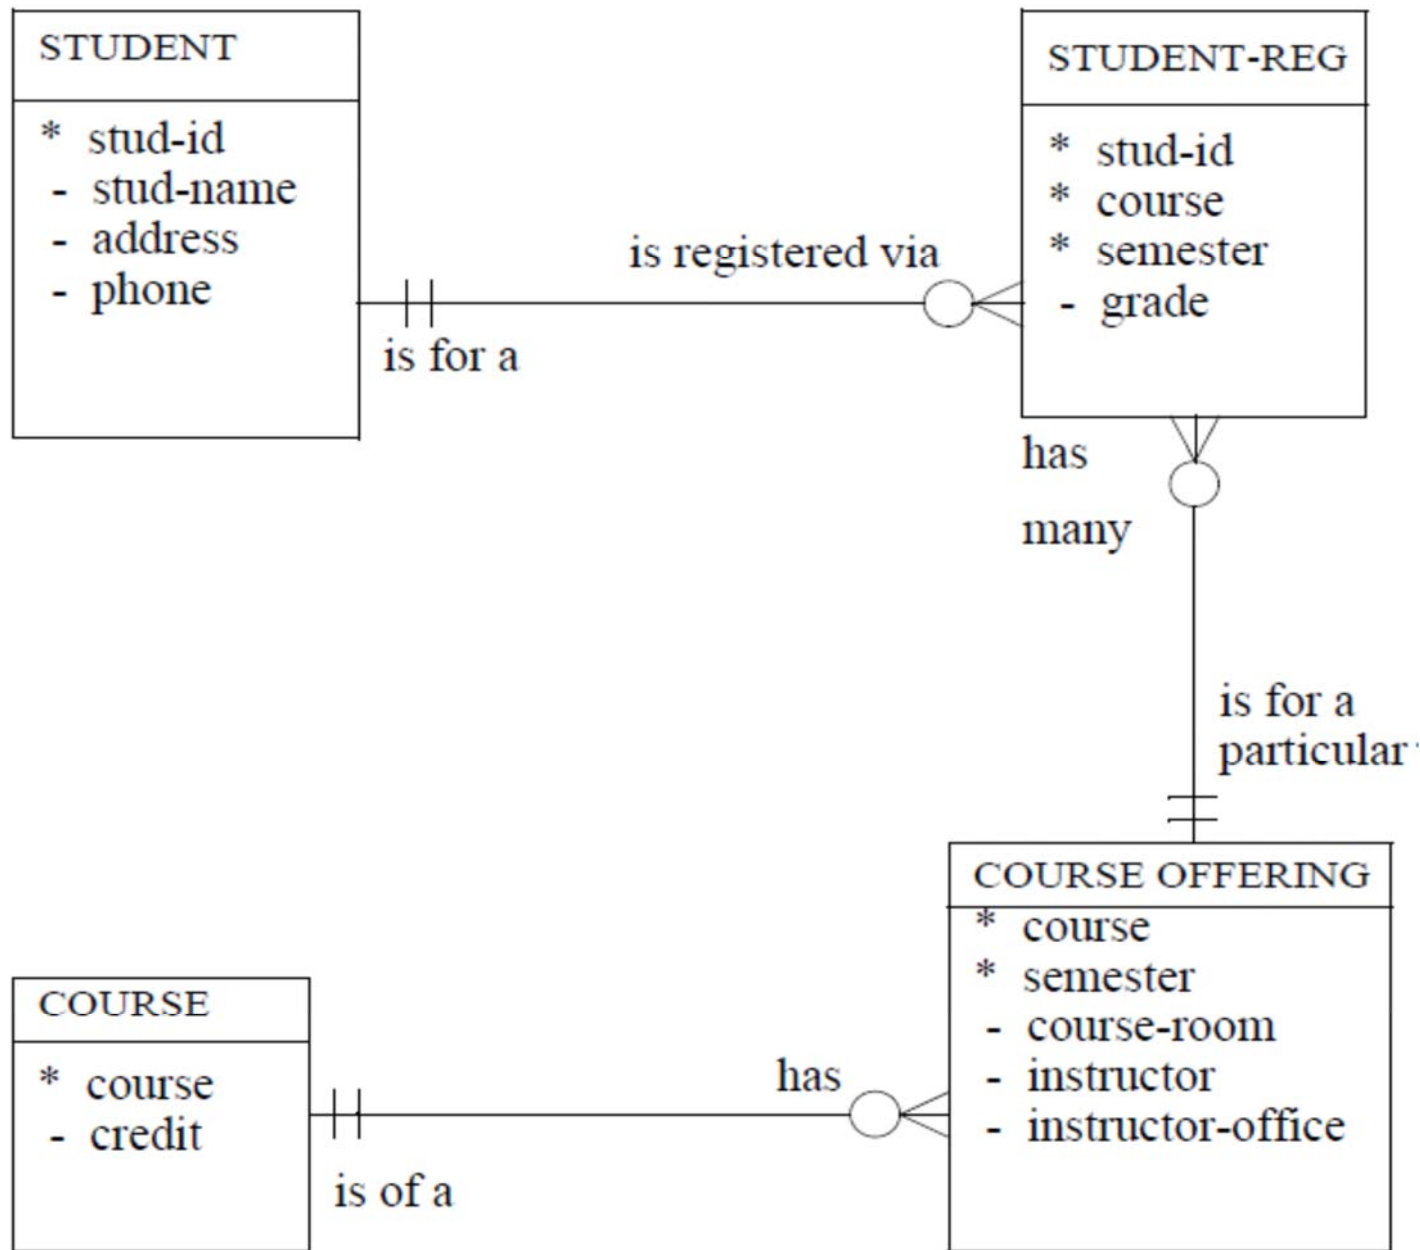 STUDENT
* stud-id
- stud-name
- address
- phone
is registered via
is for a
STUDENT-REG
* stud-id
* course
* semester
- grade
has
many
is for a
particular
COURSE OFFERING
* course
* semester
- course-room
- instructor
- instructor-office
COURSE
* course
- credit
has
is of a